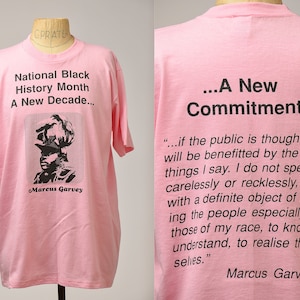 National Black
History Month
A New Decade...
Marcus Garvey
...A New
Commitment
"...if the public is though
will be benefitted by the
things I say. I do not spe
carelessly or recklessly,
with a definite object of
ing the people especiall
those of my race, to kno
understand, to realise th
selves."
Marcus Garv